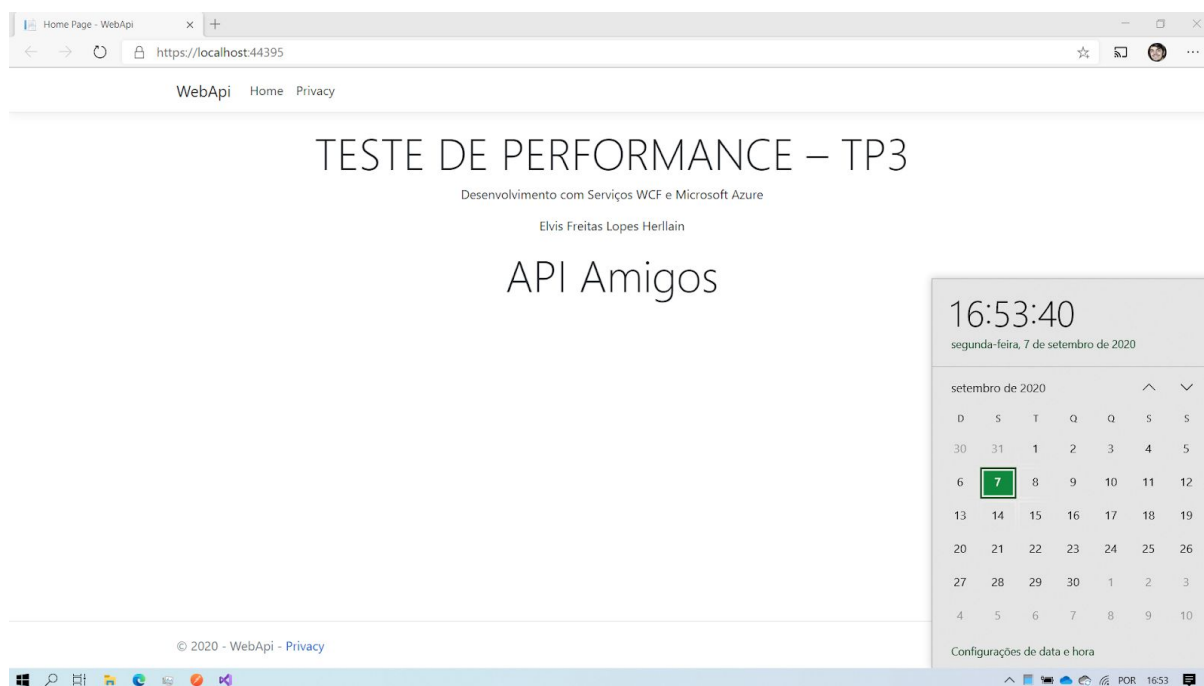 Home Page - WebApi
https://localhost:44395
WebApi Home Privacy
TESTE DE PERFORMANCE – TP3
Desenvolvimento com Serviços WCF e Microsoft Azure
Elvis Freitas Lopes Herllain
API Amigos
16:53:40
segunda-feira, 7 de setembro de 2020
setembro de 2020
D S T Q Q S S
30 31 1 2 3 4 5
6 7 8 9 10 11 12
13 14 15 16 17 18 19
20 21 22 23 24 25 26
27 28 29 30 1 2 3
4 5 6 7 8 9 10
Configurações de data e hora
© 2020 - WebApi - Privacy
POR 16:53